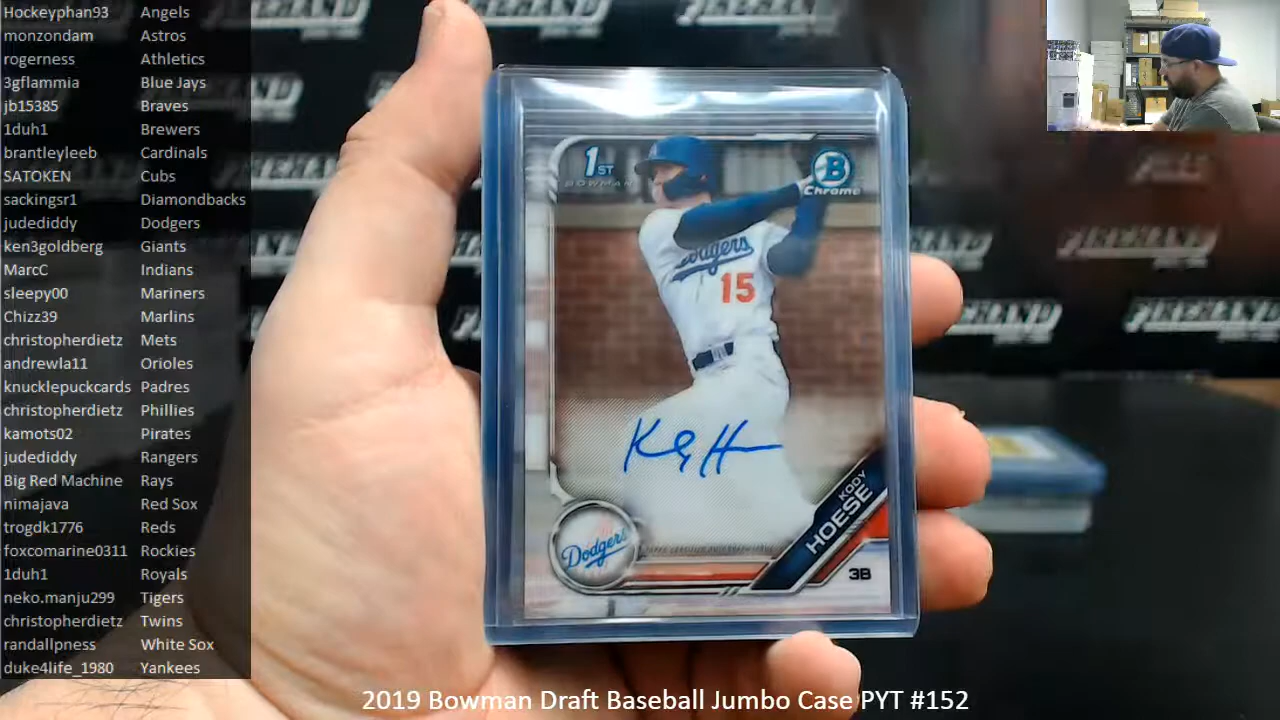 Hockeyphan93 Angels
monzondam Astros
rogerness Athletics
3gflammia Blue Jays
jb15385 Braves
1duh1 Brewers
brantleyleeb Cardinals
SATOKEN Cubs
sackingsr1 Diamondbacks
judediddy Dodgers
ken3goldberg Giants
MarcC Indians
sleepy00 Mariners
Chizz39 Marlins
christopherdietz Mets
andrewla11 Orioles
knucklepuckcards Padres
christopherdietz Phillies
kamots02 Pirates
judediddy Rangers
Big Red Machine Rays
nimajava Red Sox
trogdk1776 Reds
foxcomarine0311 Rockies
1duh1 Royals
neko.manju299 Tigers
christopherdietz Twins
randallpness White Sox
duke4life_1980 Yankees
1ST
BOWMAN
B
Chrome
Dodgers
15
KODY
HOESE
3B
Dodgers
2019 Bowman Draft Baseball Jumbo Case PYT #152